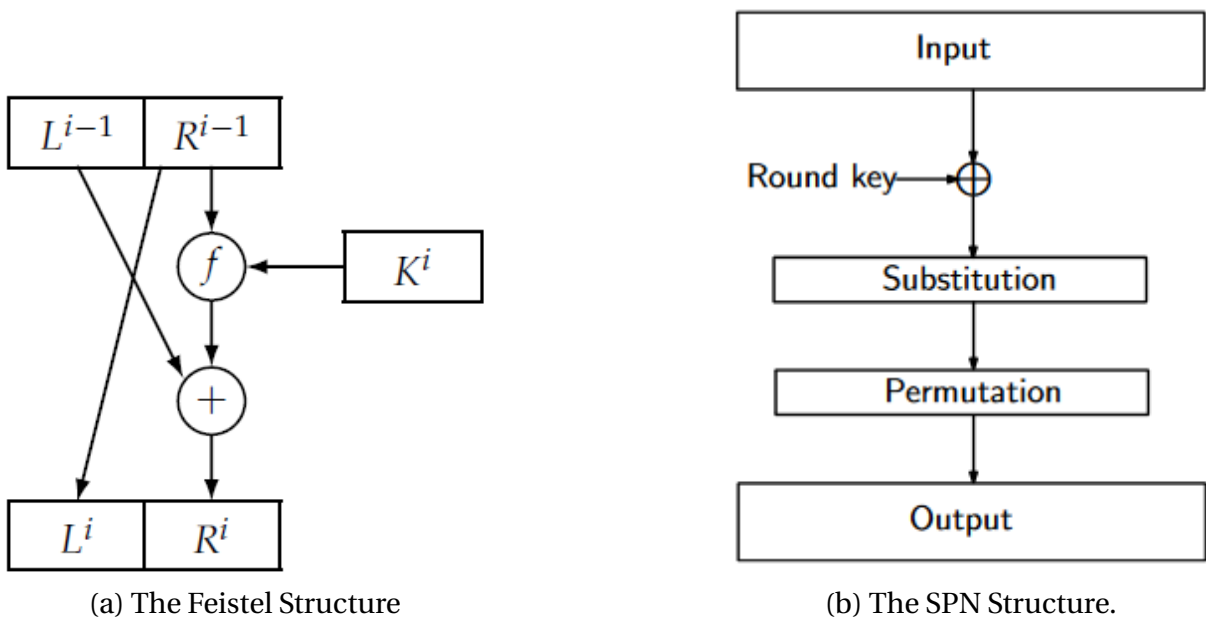 L^{i−1} R^{i−1}
f
K^i
+
L^i R^i
(a) The Feistel Structure
Input
Round key
Substitution
Permutation
Output
(b) The SPN Structure.